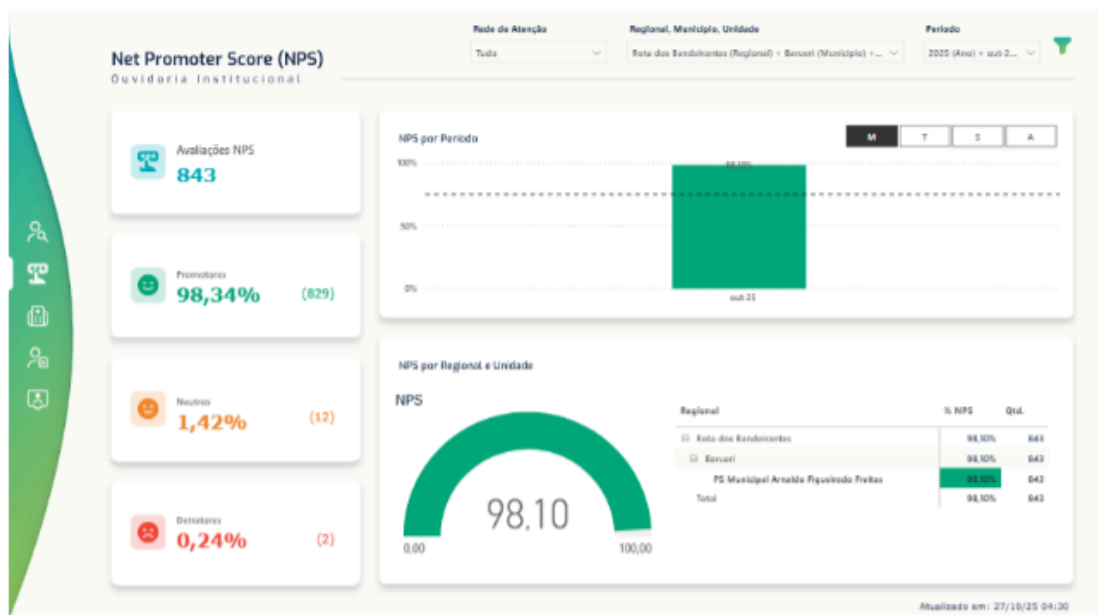 Rede de Atenção
Regional, Município, Unidade
Período
Net Promoter Score (NPS)
Tudo
Rota dos Bandeirantes (Regional) + Barueri (Município) +...
2025 (Ano) + out-2...
Ouvidoria Institucional
Avaliações NPS
843
Promotores
98,34% (829)
Neutros
1,42% (12)
Detratores
0,24% (2)
NPS por Período
M T S A
100%
98,10%
50%
0%
out-25
NPS por Regional e Unidade
NPS
98,10
0,00
100,00
Regional % NPS Qtd.
Rota dos Bandeirantes 98,10% 843
Barueri 98,10% 843
PS Municipal Arnaldo Figueiredo Freitas 98,10% 843
Total 98,10% 843
Atualizado em: 27/10/25 04:30